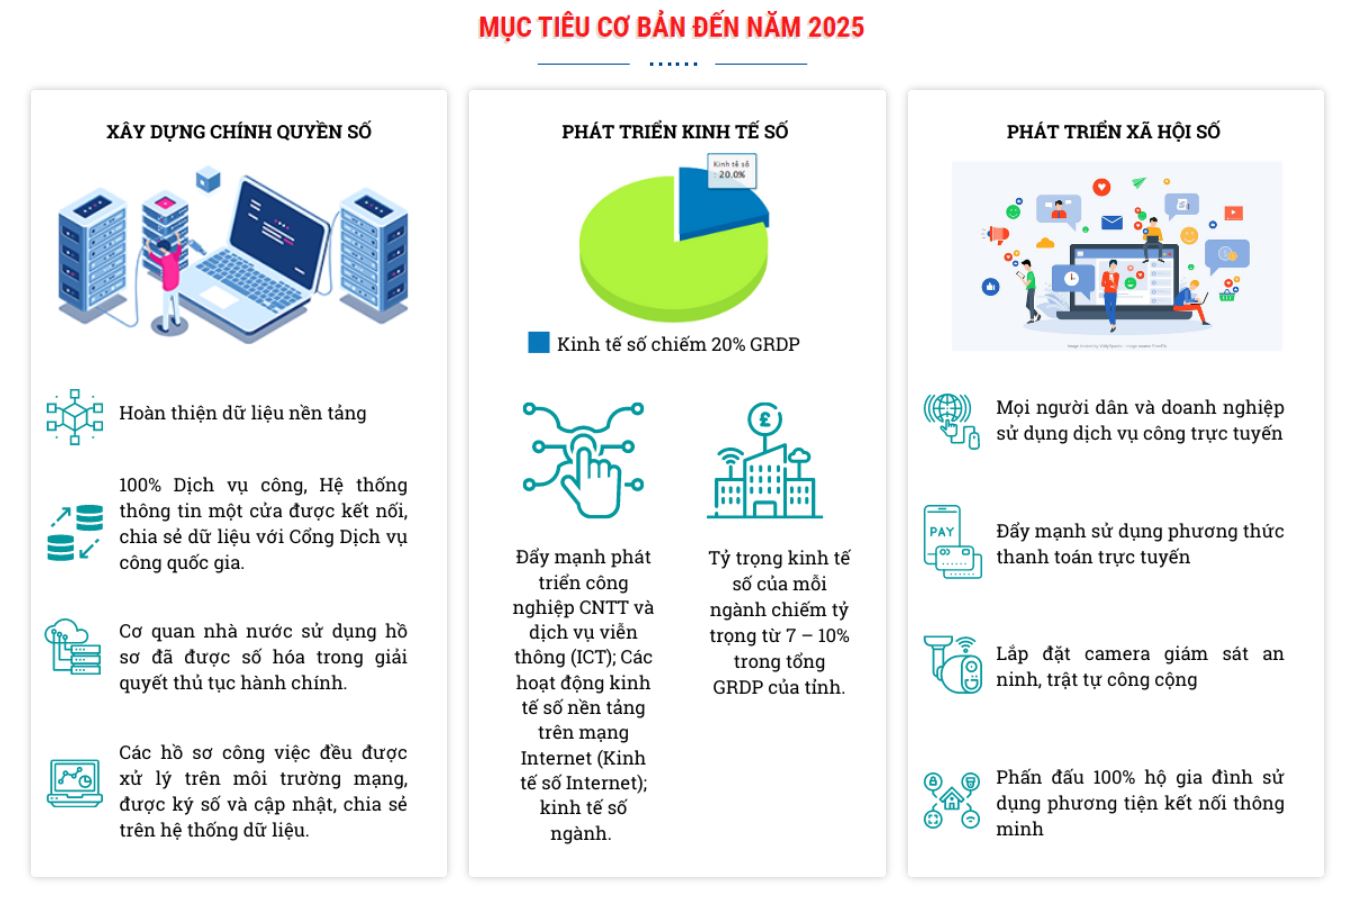 MỤC TIÊU CƠ BẢN ĐẾN NĂM 2025
XÂY DỰNG CHÍNH QUYỀN SỐ
Hoàn thiện dữ liệu nền tảng
100% Dịch vụ công, Hệ thống
thông tin một cửa được kết nối,
chia sẻ dữ liệu với Cổng Dịch vụ
công quốc gia.
Cơ quan nhà nước sử dụng hồ
sơ đã được số hóa trong giải
quyết thủ tục hành chính.
Các hồ sơ công việc đều được
xử lý trên môi trường mạng,
được ký số và cập nhật, chia sẻ
trên hệ thống dữ liệu.
PHÁT TRIỂN KINH TẾ SỐ
Kinh tế số
: 20.0%
Kinh tế số chiếm 20% GRDP
£
Đẩy mạnh phát
triển công
nghiệp CNTT và
dịch vụ viễn
thông (ICT); Các
hoạt động kinh
tế số nền tảng
trên mạng
Internet (Kinh
tế số Internet);
kinh tế số
ngành.
Tỷ trọng kinh tế
số của mỗi
ngành chiếm tỷ
trọng từ 7 – 10%
trong tổng
GRDP của tỉnh.
PHÁT TRIỂN XÃ HỘI SỐ
Mọi người dân và doanh nghiệp
sử dụng dịch vụ công trực tuyến
PAY
Đẩy mạnh sử dụng phương thức
thanh toán trực tuyến
Lắp đặt camera giám sát an
ninh, trật tự công cộng
Phấn đấu 100% hộ gia đình sử
dụng phương tiện kết nối thông
minh